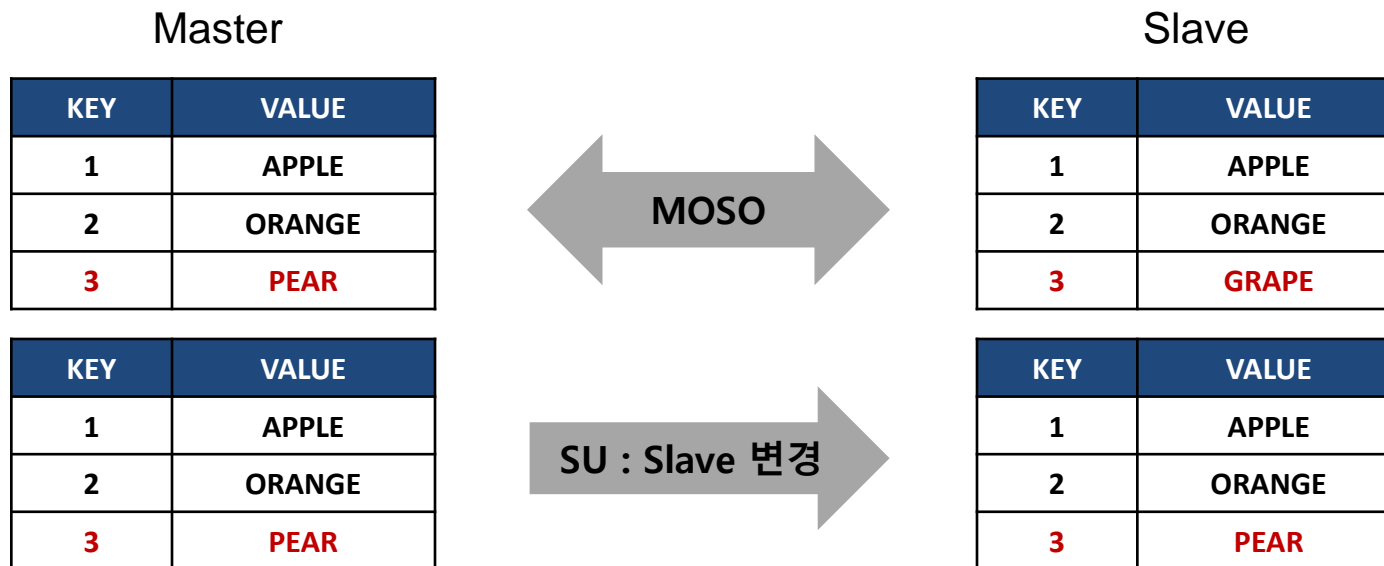 Master
Slave
KEY VALUE
1 APPLE
2 ORANGE
3 PEAR
MOSO
KEY VALUE
1 APPLE
2 ORANGE
3 GRAPE
KEY VALUE
1 APPLE
2 ORANGE
3 PEAR
SU : Slave 변경
KEY VALUE
1 APPLE
2 ORANGE
3 PEAR